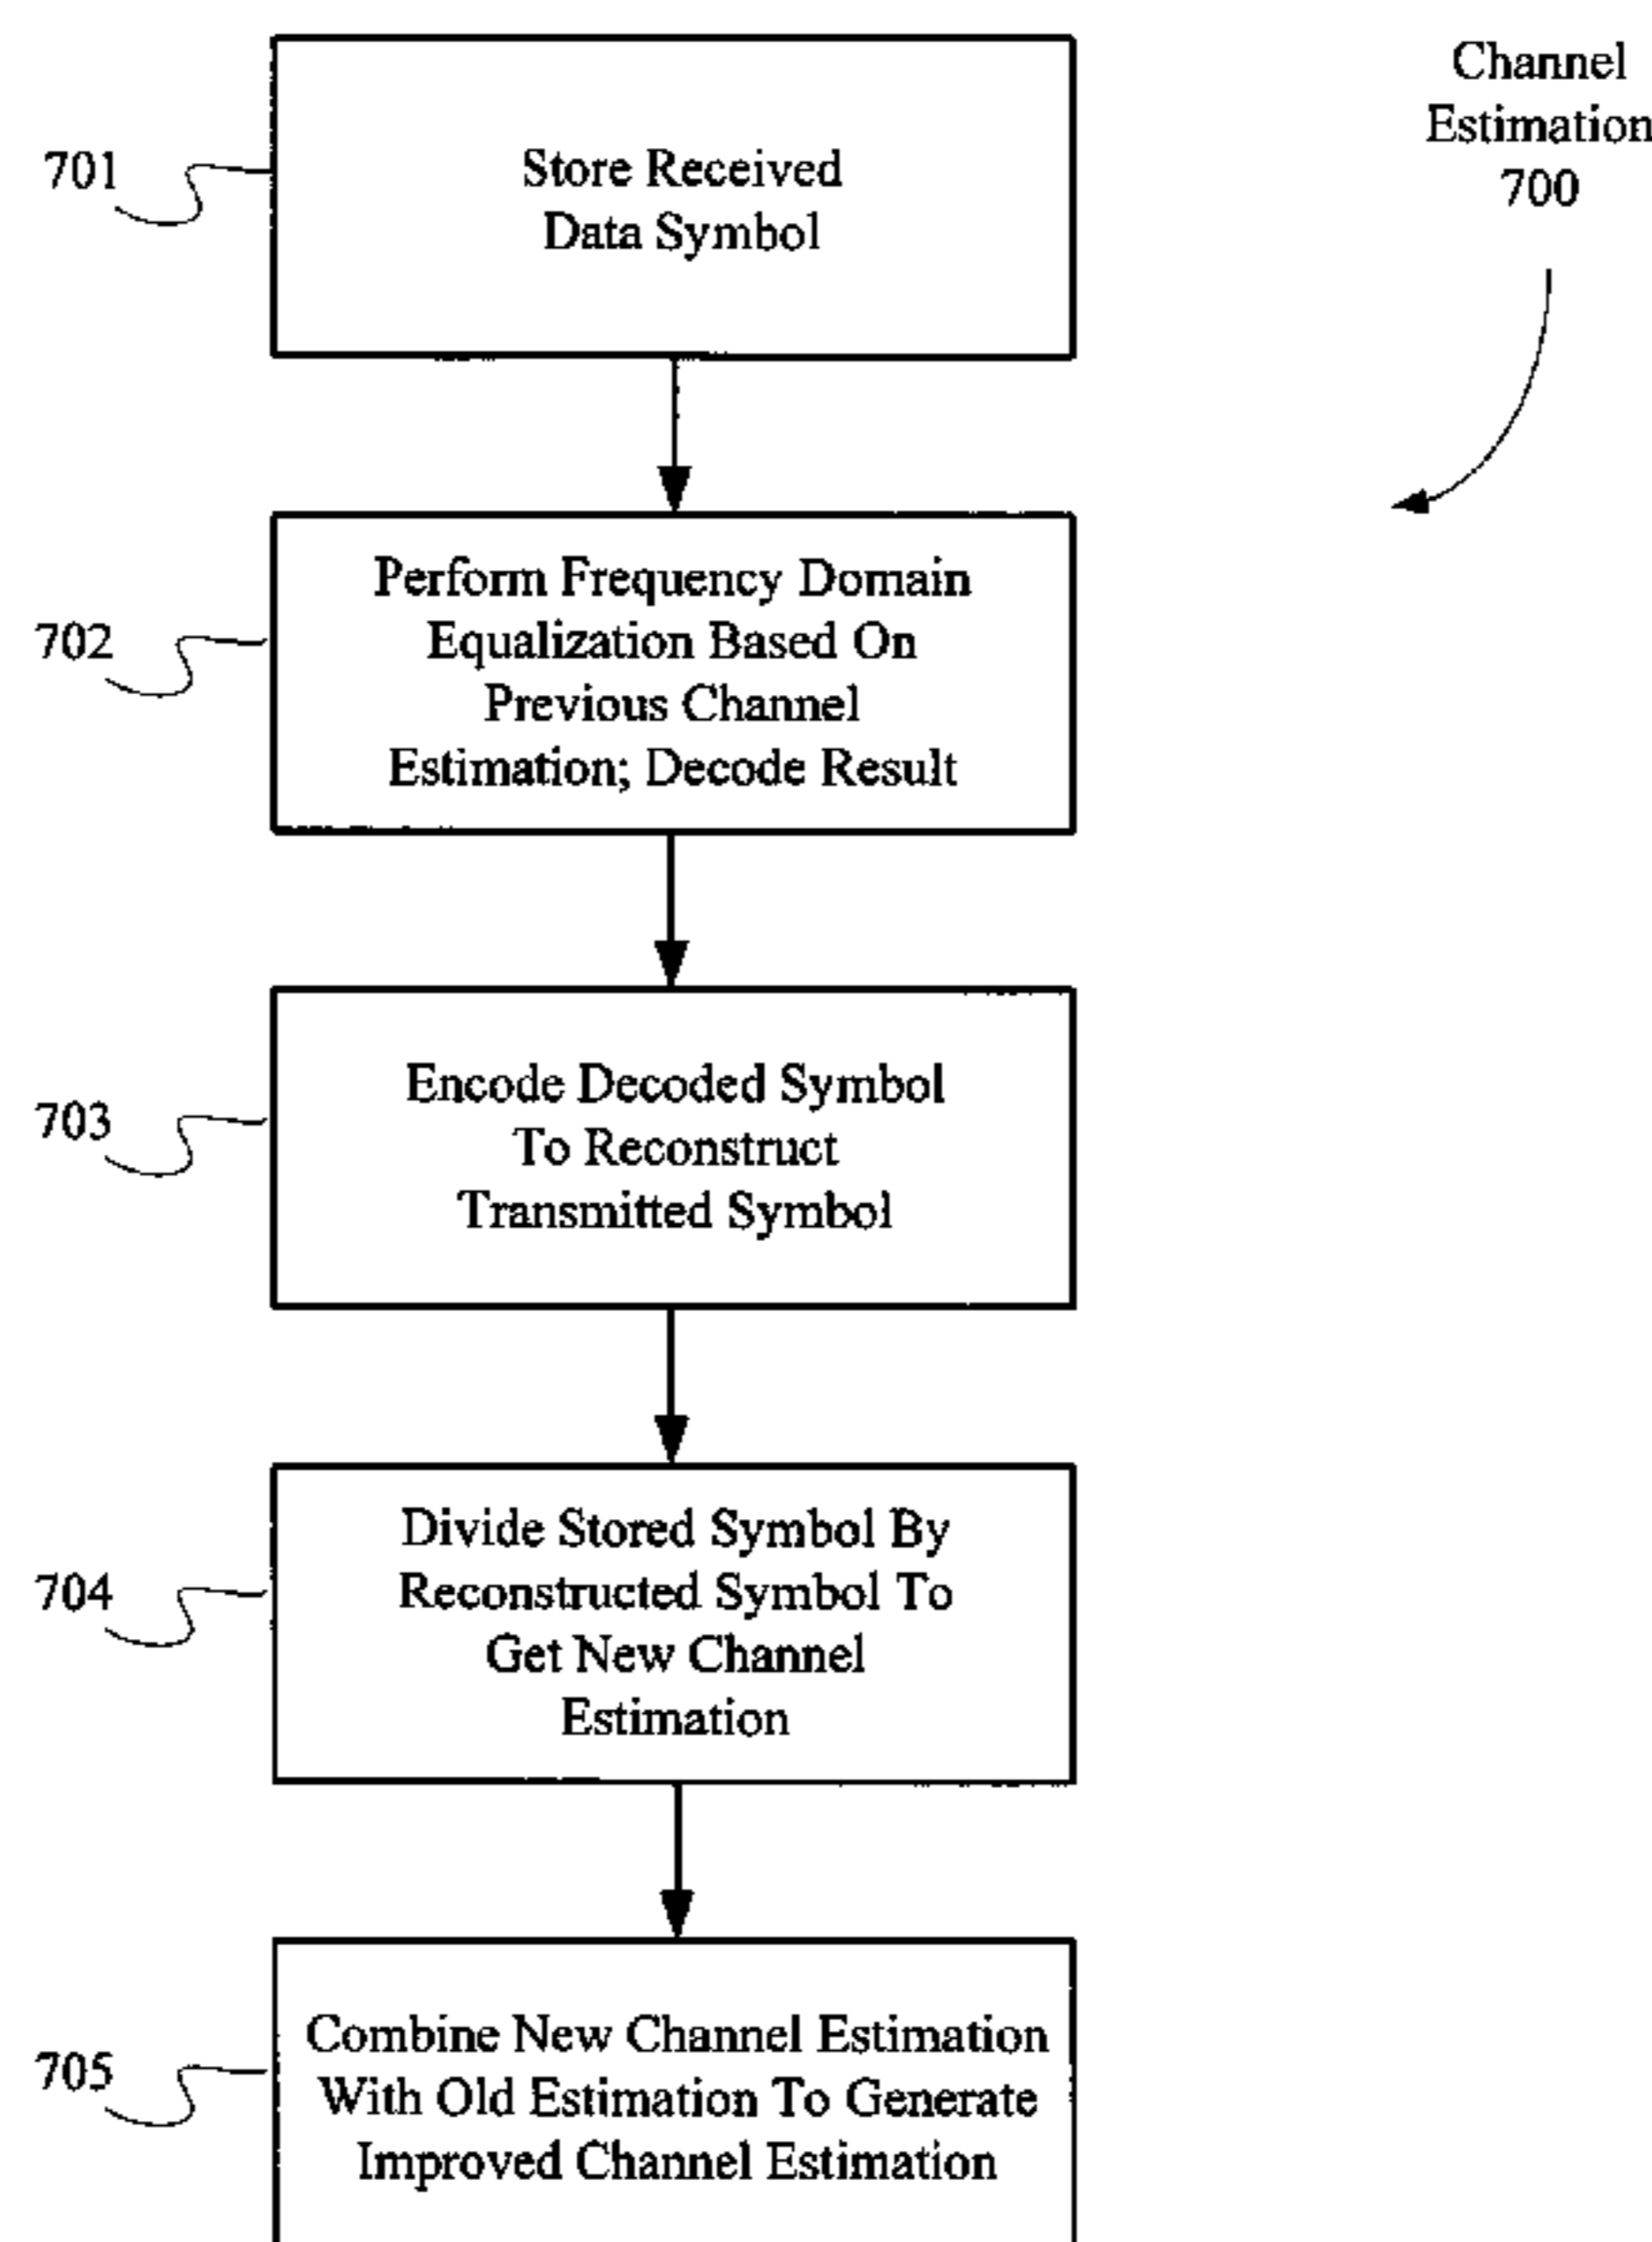 Channel
Estimation
700
701
Store Received
Data Symbol
702
Perform Frequency Domain
Equalization Based On
Previous Channel
Estimation; Decode Result
703
Encode Decoded Symbol
To Reconstruct
Transmitted Symbol
704
Divide Stored Symbol By
Reconstructed Symbol To
Get New Channel
Estimation
705
Combine New Channel Estimation
With Old Estimation To Generate
Improved Channel Estimation